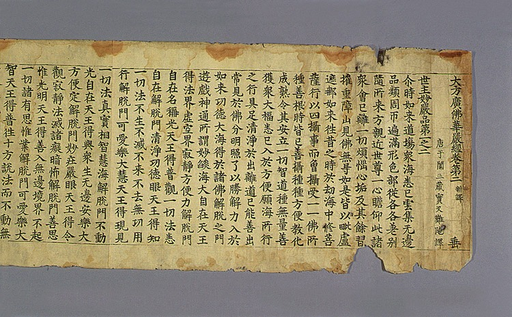 大方廣佛華嚴經卷第二 新譯 垂
唐于闐三藏實叉難陀譯
世主妙嚴品第一之二
尒時如來道場衆海悉已雲集無邊
品類周帀遍滿形色部從各各差別
隨所來方親近世尊一心瞻仰此諸
衆會已離一切煩惱心垢及其餘習
摧重障山見佛無㝵如是皆以毗盧
遮那如來往昔之時於劫海中修菩
薩行以四攝事而曾攝受一一佛所
種善根時皆已善攝種種方便教化
成熟令其安立一切智道種無量善
獲衆大福悉已入於方便願海所行
之行具足清淨於出離道已能善出
常見於佛分明照了以勝解力入於
如來功德大海得於諸佛解脫之門
遊戲神通所謂妙焰海大自在天王
得法界虛空界寂靜方便力解脫門
自在名稱光天王得普觀一切法悉
自在解脫門清淨功德眼天王得知
一切法不生不滅不來不去無功用
行解脫門可愛樂大慧天王得現見
一切法真實相智慧海解脫門不動
光自在天王得與衆生無邊安樂大
方便定解脫門妙莊嚴眼天王得令
觀寂靜法滅諸癡暗怖解脫門善思
惟光明天王得善入無邊境界不起
一切諸有思惟業解脫門可愛樂大
智天王得普往十方說法而不動無